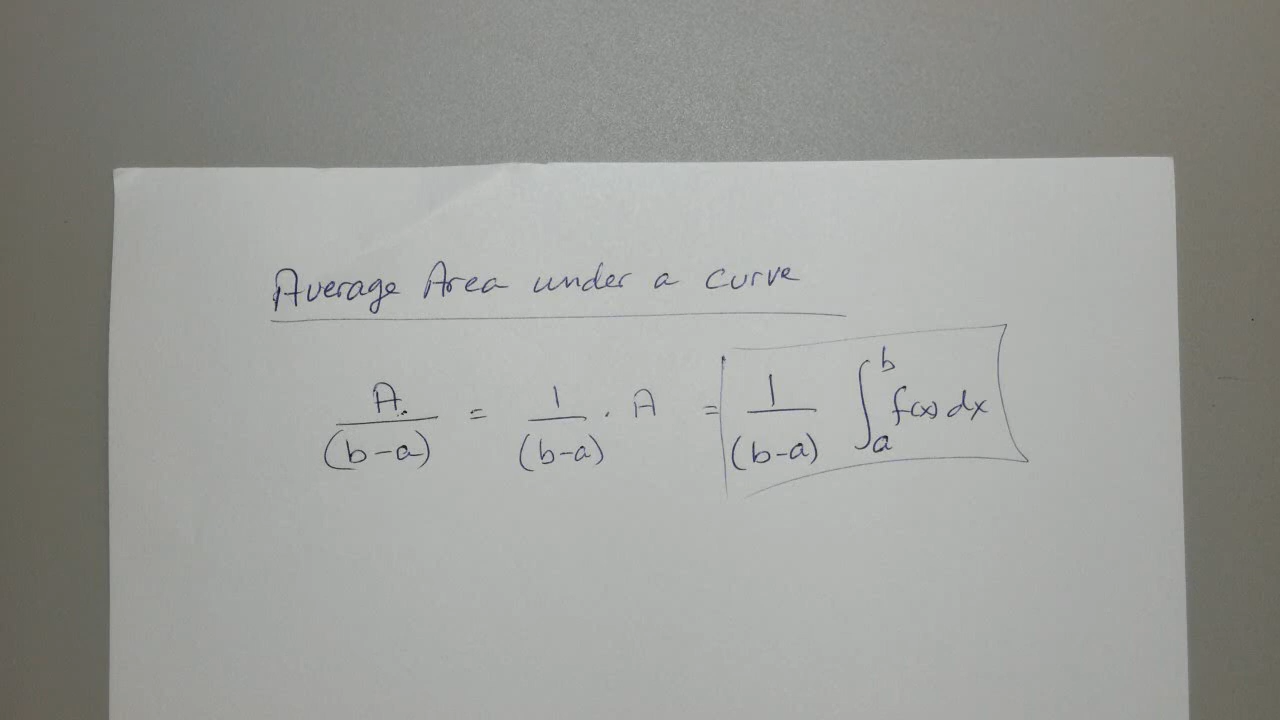 Average Area under a curve
A/(b-a) = 1/(b-a) · A = 1/(b-a) ∫_a^b f(x) dx